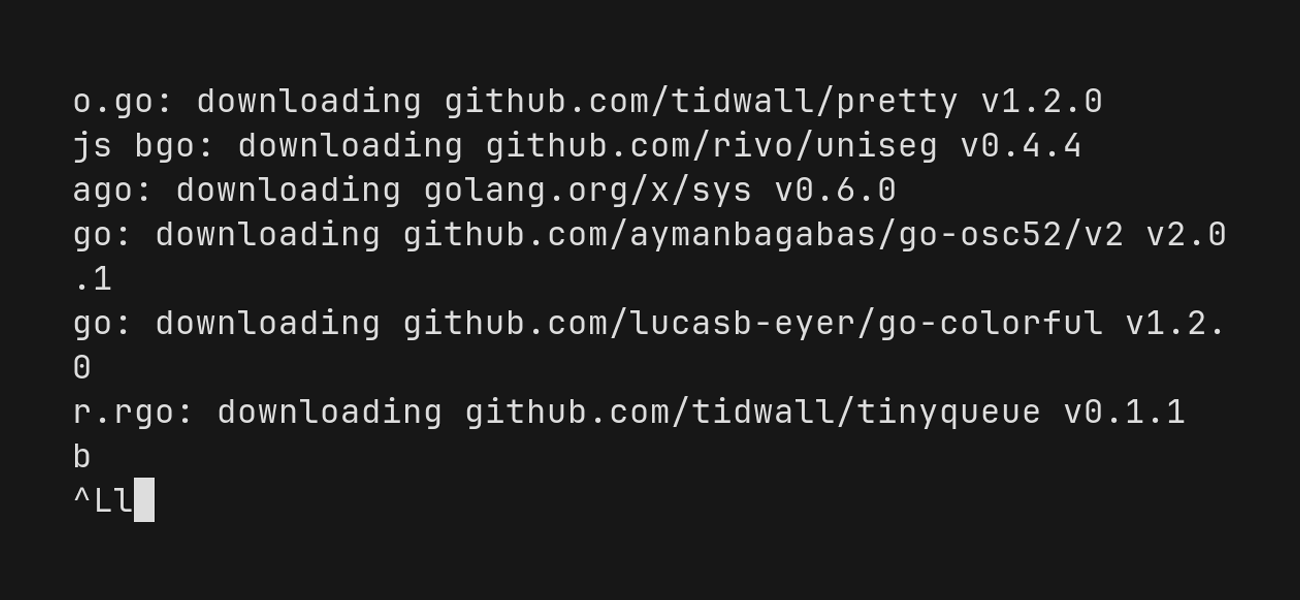 o.go: downloading github.com/tidwall/pretty v1.2.0
js bgo: downloading github.com/rivo/uniseg v0.4.4
ago: downloading golang.org/x/sys v0.6.0
go: downloading github.com/aymanbagabas/go-osc52/v2 v2.0
.1
go: downloading github.com/lucasb-eyer/go-colorful v1.2.
0
r.rgo: downloading github.com/tidwall/tinyqueue v0.1.1
b
^Ll